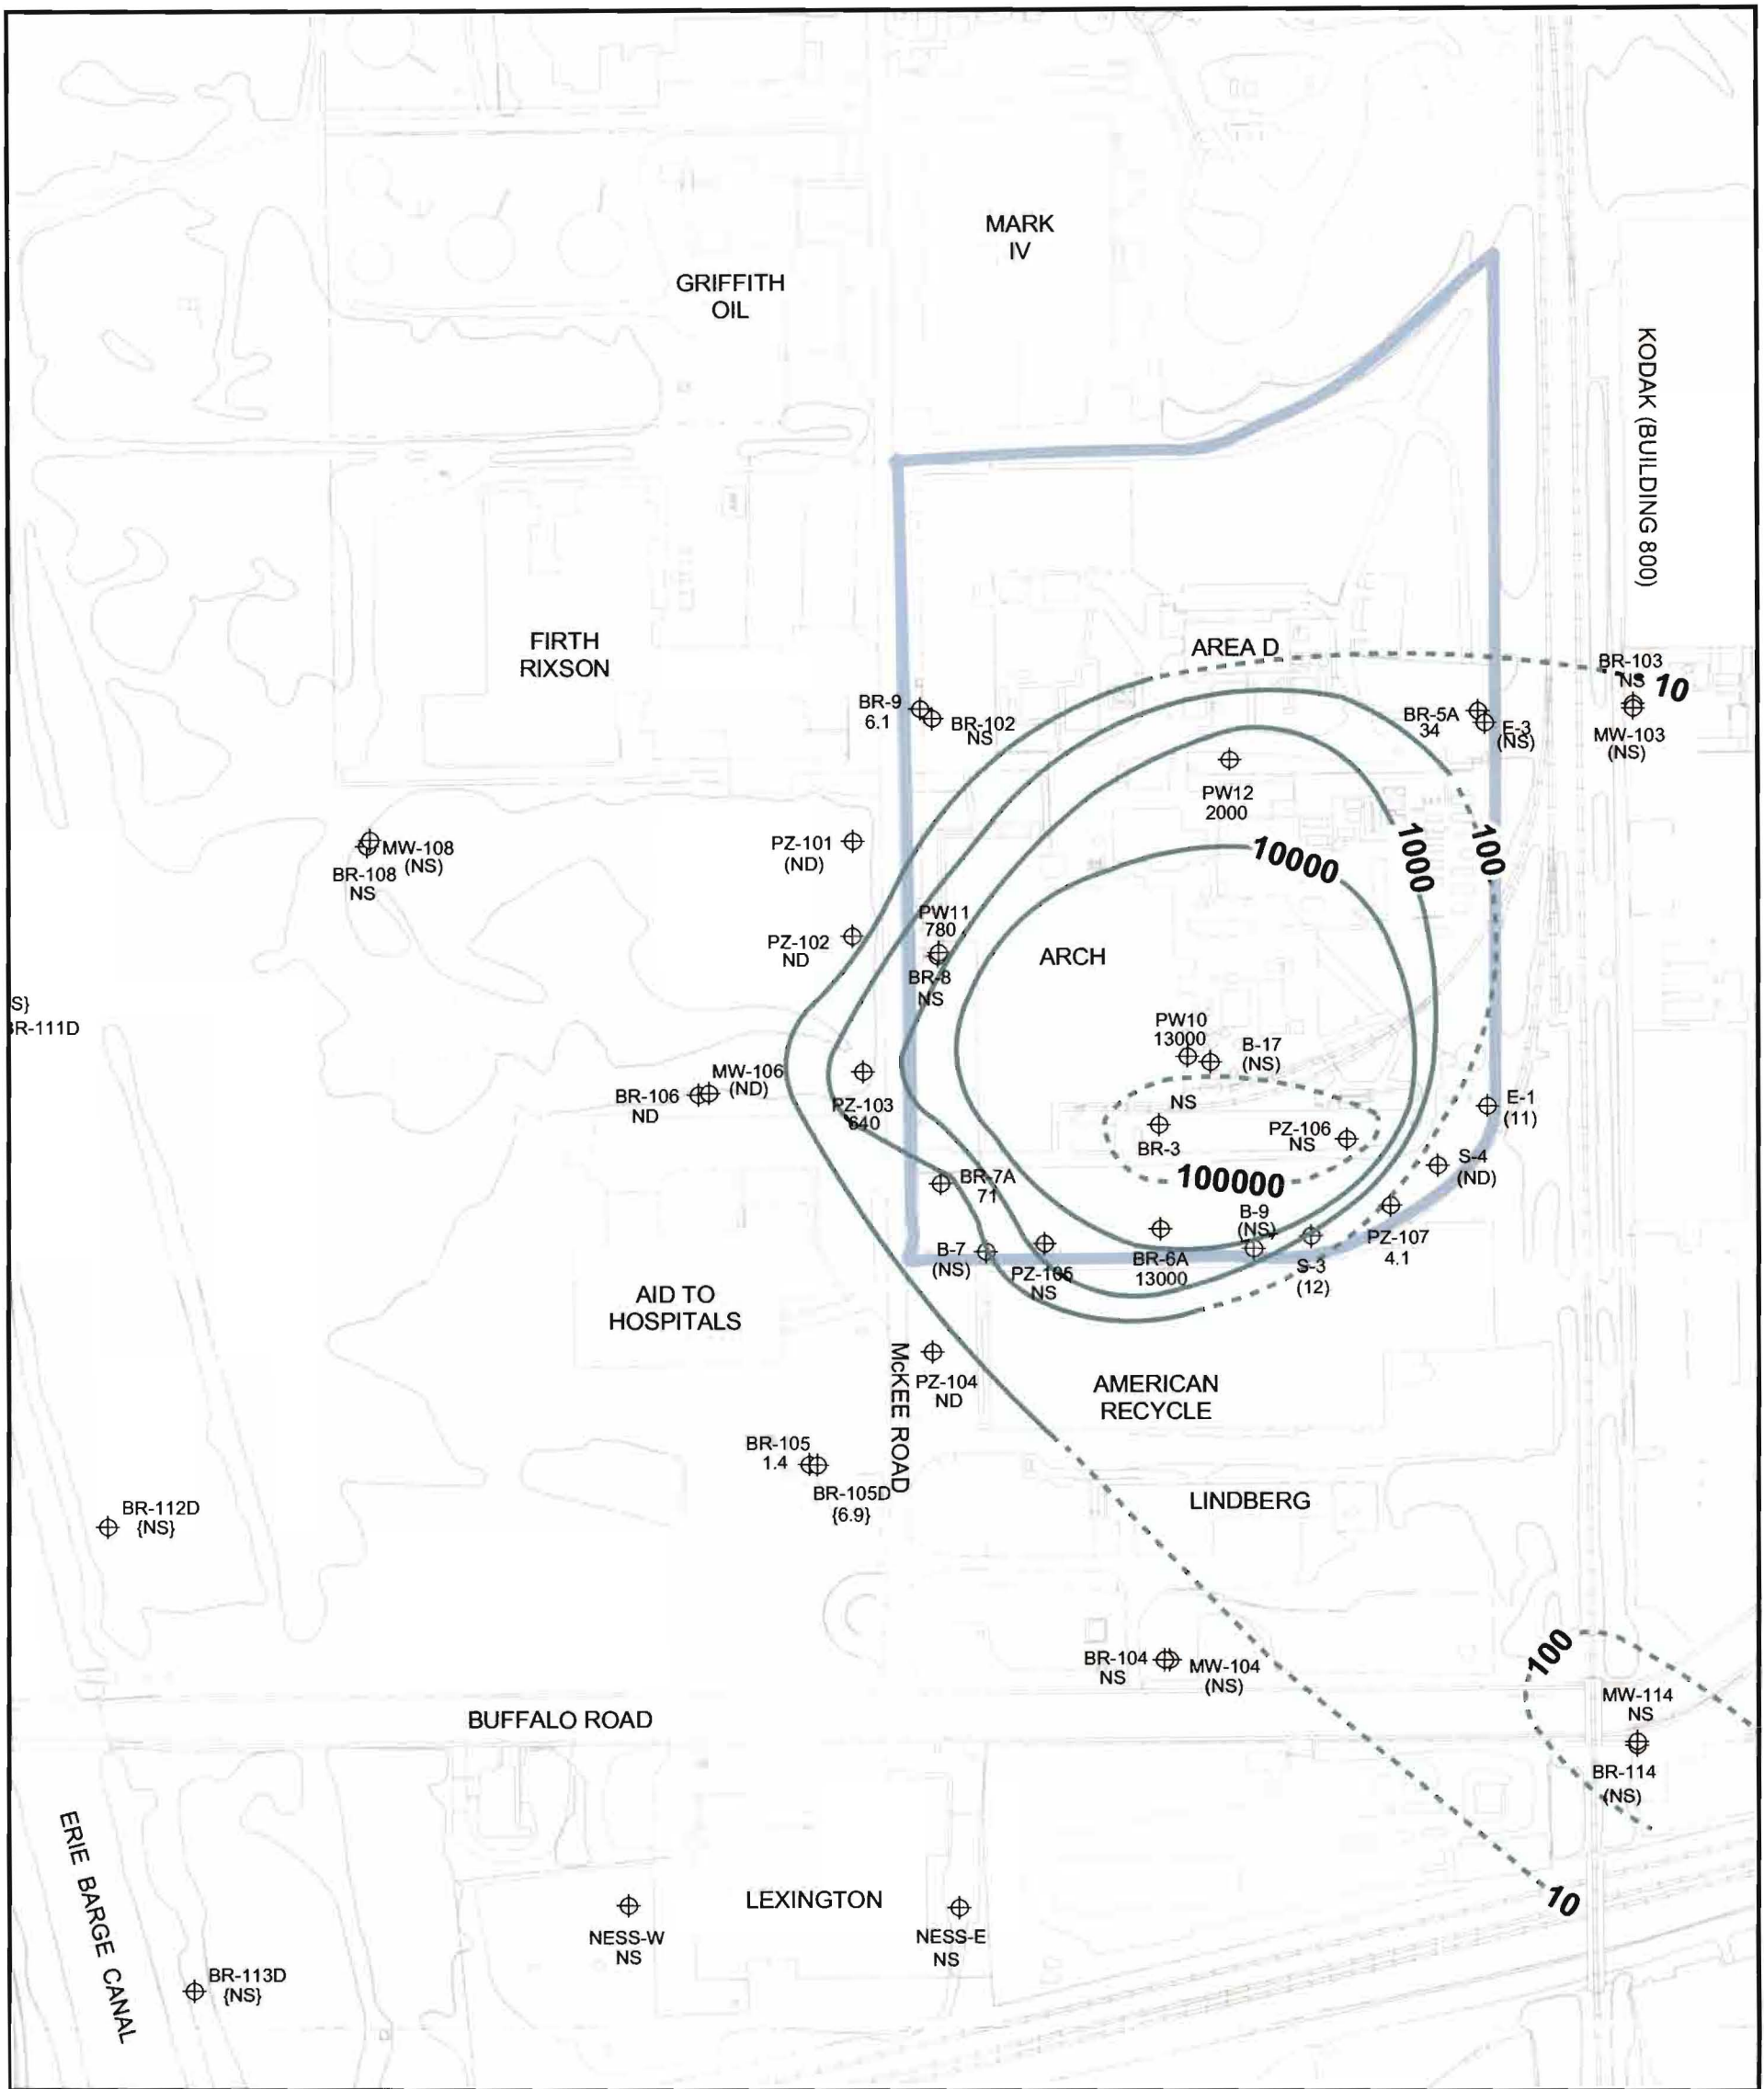 MARK
IV
GRIFFITH
OIL
KODAK (BUILDING 800)
FIRTH
RIXSON
AREA D
BR-103
NS
10
BR-9
6.1
BR-102
NS
BR-5A
34
E-3
(NS)
MW-103
(NS)
PW12
2000
PZ-101
(ND)
MW-108
(NS)
BR-108
NS
10000
1000
100
PW11
780
BR-8
NS
PZ-102
ND
ARCH
S}
BR-111D
PW10
13000
B-17
(NS)
MW-106
(ND)
BR-106
ND
PZ-103
640
NS
BR-3
PZ-106
NS
E-1
(11)
S-4
(ND)
100000
BR-7A
71
B-9
(NS)
PZ-107
4.1
B-7
(NS)
PZ-105
NS
BR-6A
13000
S-3
(12)
AID TO
HOSPITALS
McKEE ROAD
PZ-104
ND
AMERICAN
RECYCLE
BR-105
1.4
BR-105D
{6.9}
LINDBERG
BR-112D
{NS}
BR-104
NS
MW-104
(NS)
100
MW-114
NS
BR-114
(NS)
BUFFALO ROAD
ERIE BARGE CANAL
LEXINGTON
10
NESS-W
NS
NESS-E
NS
BR-113D
{NS}